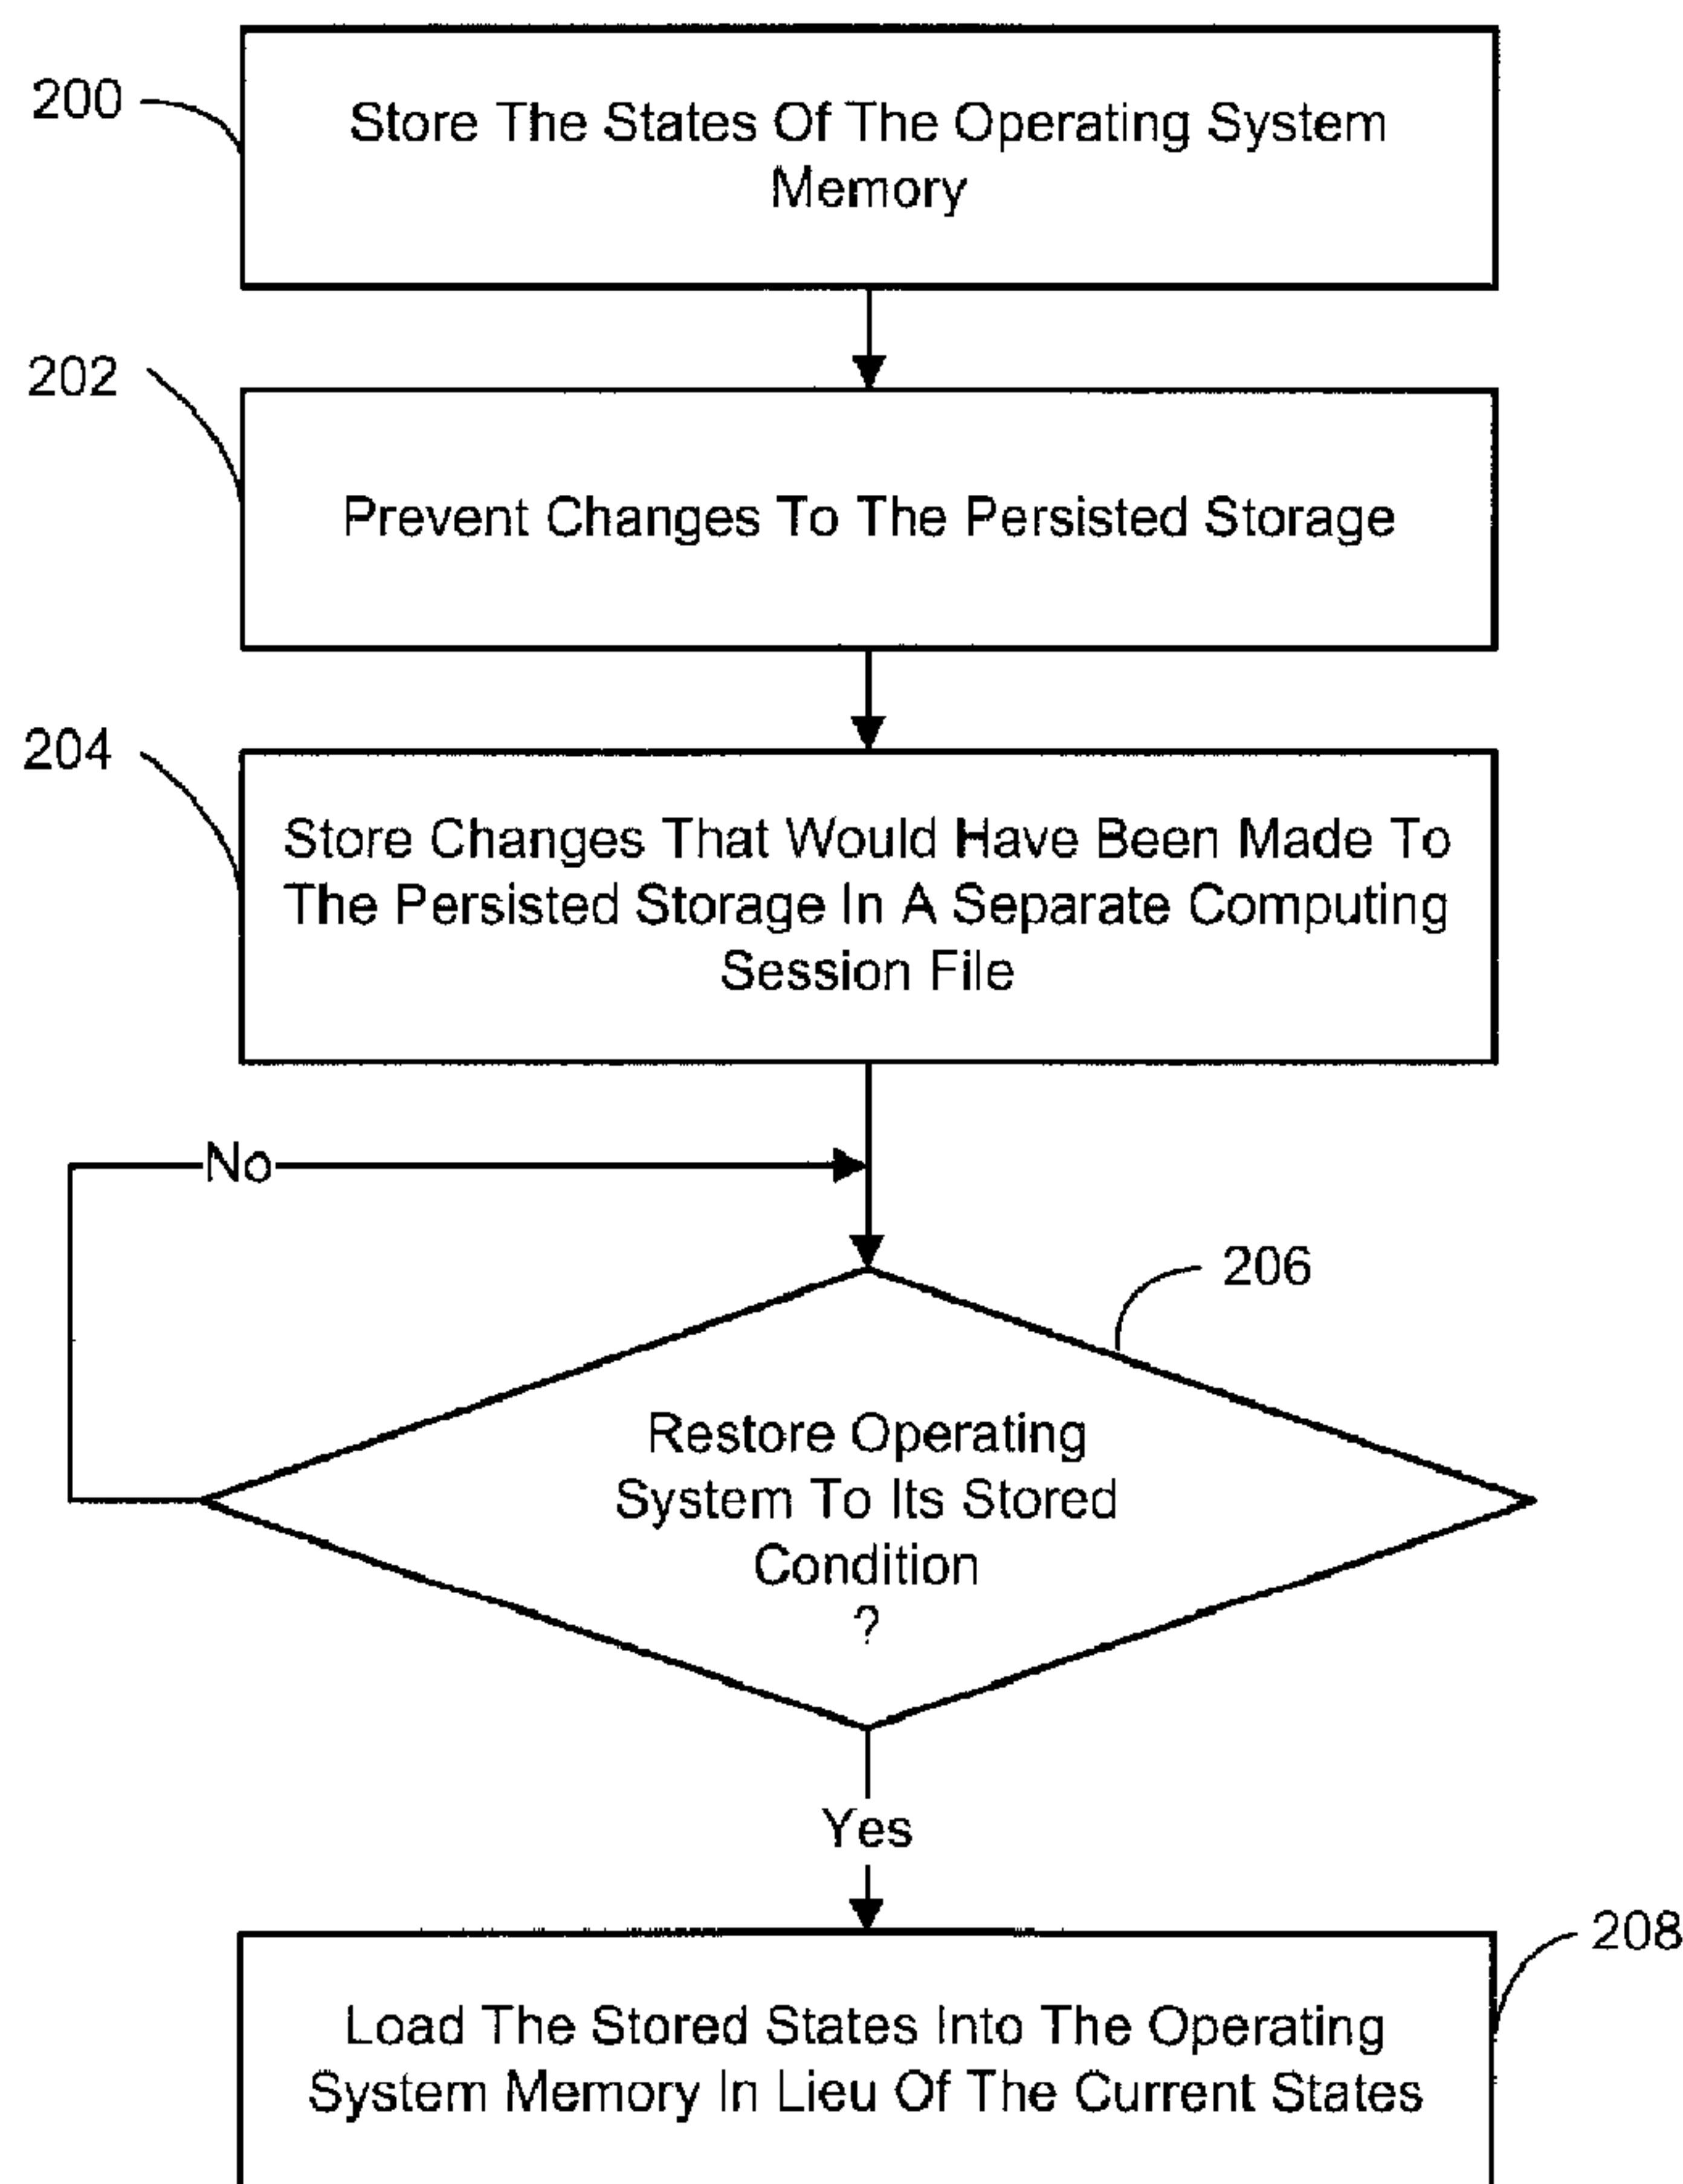 200
Store The States Of The Operating System
Memory
202
Prevent Changes To The Persisted Storage
204
Store Changes That Would Have Been Made To
The Persisted Storage In A Separate Computing
Session File
No
206
Restore Operating
System To Its Stored
Condition
?
Yes
208
Load The Stored States Into The Operating
System Memory In Lieu Of The Current States